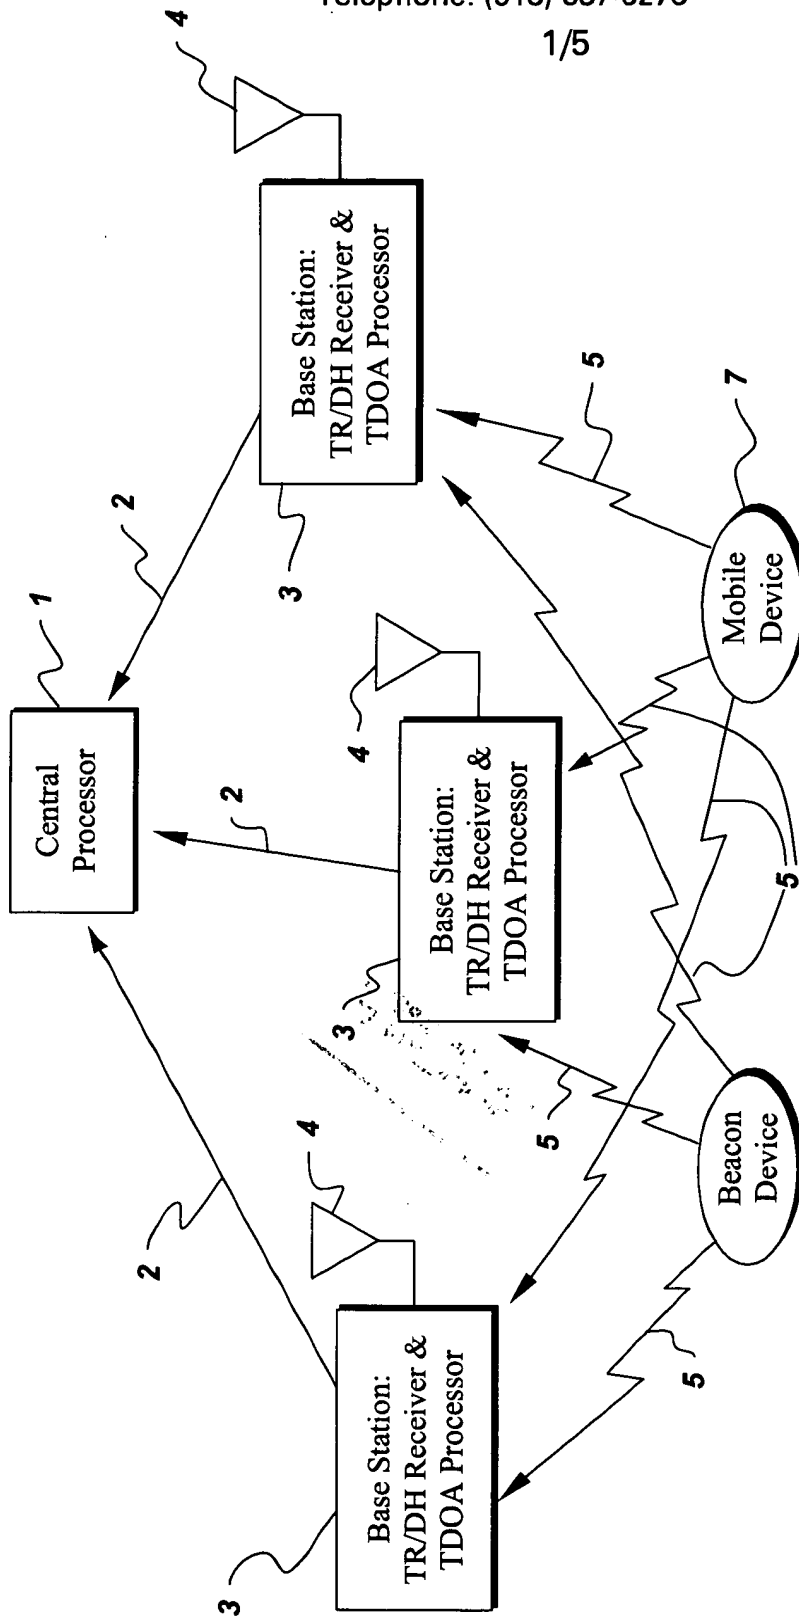 1/5
Central
Processor
1
2
2
2
Base Station:
TR/DH Receiver &
TDOA Processor
3
4
Base Station:
TR/DH Receiver &
TDOA Processor
3
4
Base Station:
TR/DH Receiver &
TDOA Processor
3
4
5
5
5
5
Beacon
Device
Mobile
Device
7